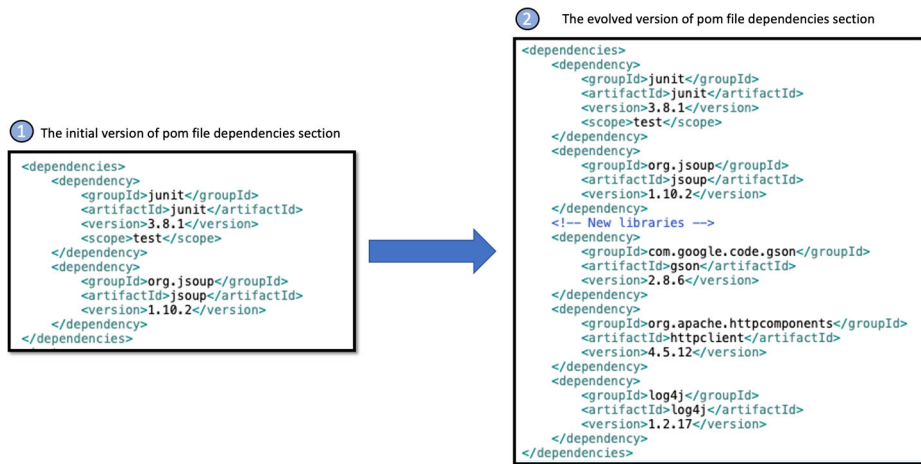 1 The initial version of pom file dependencies section
<dependencies>
    <dependency>
        <groupId>junit</groupId>
        <artifactId>junit</artifactId>
        <version>3.8.1</version>
        <scope>test</scope>
    </dependency>
    <dependency>
        <groupId>org.jsoup</groupId>
        <artifactId>jsoup</artifactId>
        <version>1.10.2</version>
    </dependency>
</dependencies>
2 The evolved version of pom file dependencies section
<dependencies>
    <dependency>
        <groupId>junit</groupId>
        <artifactId>junit</artifactId>
        <version>3.8.1</version>
        <scope>test</scope>
    </dependency>
    <dependency>
        <groupId>org.jsoup</groupId>
        <artifactId>jsoup</artifactId>
        <version>1.10.2</version>
    </dependency>
    <!-- New libraries -->
    <dependency>
        <groupId>com.google.code.gson</groupId>
        <artifactId>gson</artifactId>
        <version>2.8.6</version>
    </dependency>
    <dependency>
        <groupId>org.apache.httpcomponents</groupId>
        <artifactId>httpclient</artifactId>
        <version>4.5.12</version>
    </dependency>
    <dependency>
        <groupId>log4j</groupId>
        <artifactId>log4j</artifactId>
        <version>1.2.17</version>
    </dependency>
</dependencies>